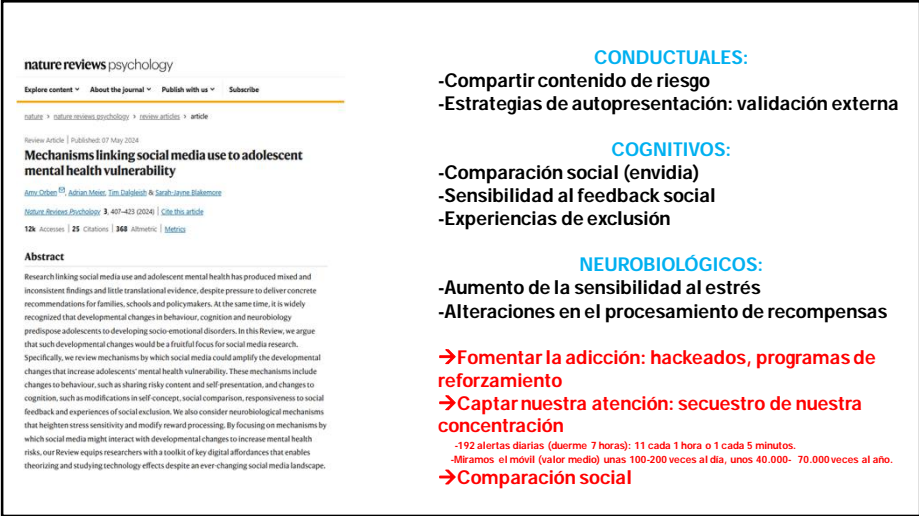 nature reviews psychology
Explore content About the journal Publish with us Subscribe
nature > nature reviews psychology > review articles > article
Review Article | Published: 07 May 2024
Mechanisms linking social media use to adolescent
mental health vulnerability
Amy Orben, Adrian Meier, Tim Dalgleish & Sarah-Jayne Blakemore
Nature Reviews Psychology 3, 407–423 (2024) | Cite this article
12k Accesses | 25 Citations | 368 Altmetric | Metrics
Abstract
Research linking social media use and adolescent mental health has produced mixed and
inconsistent findings and little translational evidence, despite pressure to deliver concrete
recommendations for families, schools and policymakers. At the same time, it is widely
recognized that developmental changes in behaviour, cognition and neurobiology
predispose adolescents to developing socio-emotional disorders. In this Review, we argue
that such developmental changes would be a fruitful focus for social media research.
Specifically, we review mechanisms by which social media could amplify the developmental
changes that increase adolescents' mental health vulnerability. These mechanisms include
changes to behaviour, such as sharing risky content and self-presentation, and changes to
cognition, such as modifications in self-concept, social comparison, responsiveness to social
feedback and experiences of social exclusion. We also consider neurobiological mechanisms
that heighten stress sensitivity and modify reward processing. By focusing on mechanisms by
which social media might interact with developmental changes to increase mental health
risks, our Review equips researchers with a toolkit of key digital affordances that enables
theorizing and studying technology effects despite an ever-changing social media landscape.
CONDUCTUALES:
-Compartir contenido de riesgo
-Estrategias de autopresentación: validación externa
COGNITIVOS:
-Comparación social (envidia)
-Sensibilidad al feedback social
-Experiencias de exclusión
NEUROBIOLÓGICOS:
-Aumento de la sensibilidad al estrés
-Alteraciones en el procesamiento de recompensas
→Fomentar la adicción: hackeados, programas de
reforzamiento
→Captar nuestra atención: secuestro de nuestra
concentración
-192 alertas diarias (duerme 7 horas): 11 cada 1 hora o 1 cada 5 minutos.
-Miramos el móvil (valor medio) unas 100-200 veces al día, unos 40.000- 70.000 veces al año.
→Comparación social